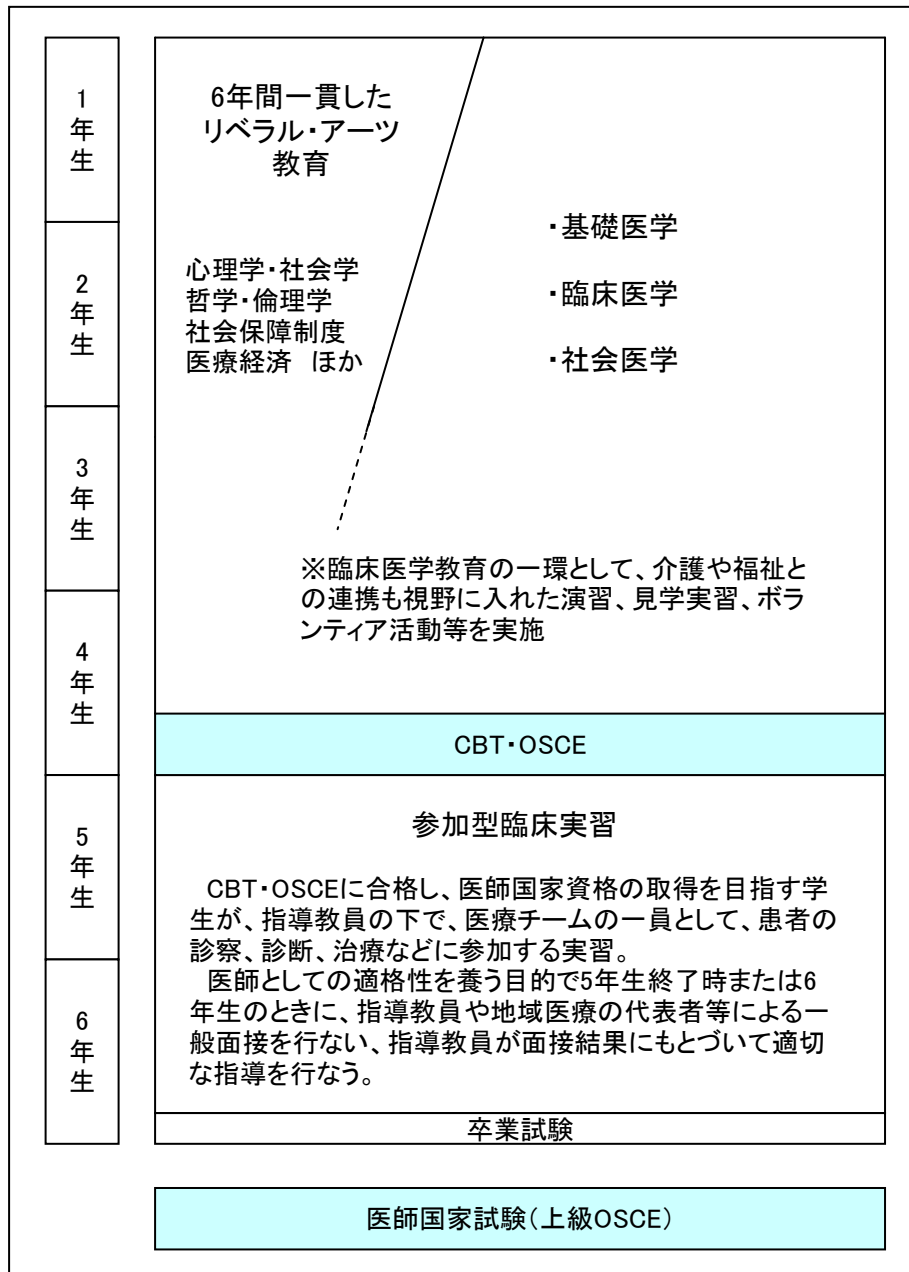 1年生
6年間一貫した
リベラル・アーツ
教育
・基礎医学
2年生
心理学・社会学
哲学・倫理学
社会保障制度
医療経済　ほか
・臨床医学
・社会医学
3年生
※臨床医学教育の一環として、介護や福祉と
の連携も視野に入れた演習、見学実習、ボラ
ンティア活動等を実施
4年生
CBT・OSCE
5年生
参加型臨床実習
CBT・OSCEに合格し、医師国家資格の取得を目指す学
生が、指導教員の下で、医療チームの一員として、患者の
診察、診断、治療などに参加する実習。
医師としての適格性を養う目的で5年生終了時または6
年生のときに、指導教員や地域医療の代表者等による一
般面接を行ない、指導教員が面接結果にもとづいて適切
な指導を行なう。
6年生
卒業試験
医師国家試験（上級OSCE）